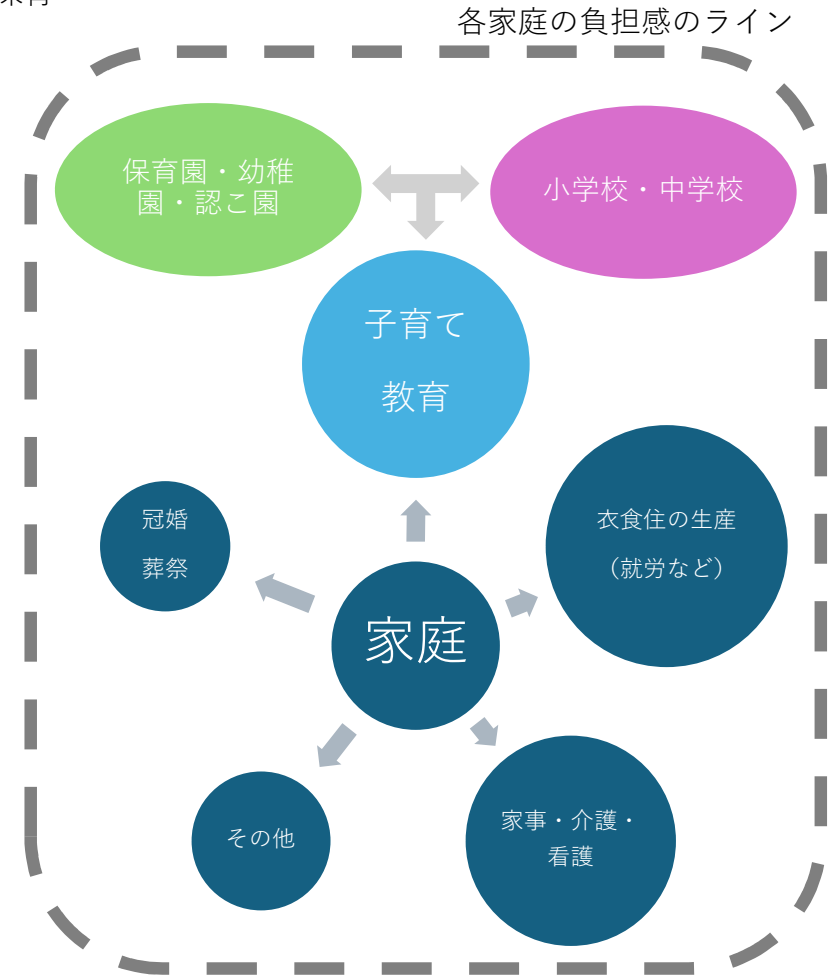 各家庭の負担感のライン
保育園・幼稚
園・認こ園
小学校・中学校
子育て
教育
冠婚
葬祭
衣食住の生産
（就労など）
家庭
その他
家事・介護・
看護